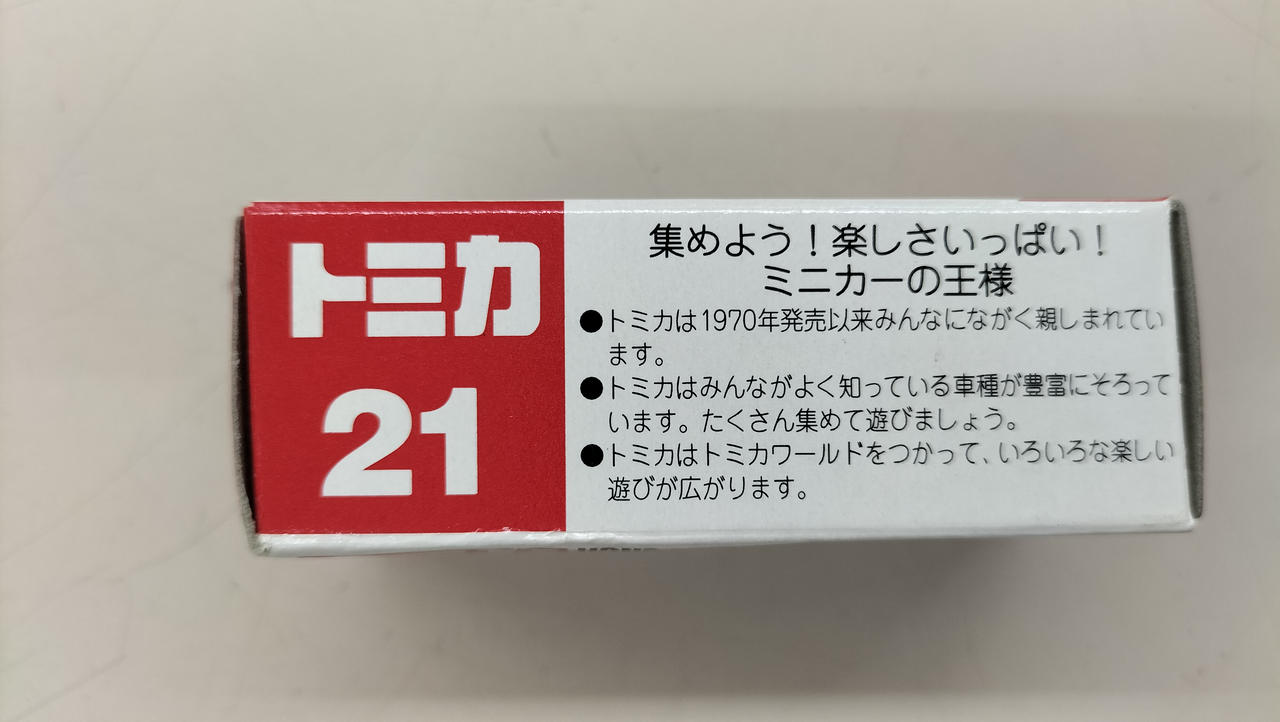 トミカ
21
集めよう！楽しさいっぱい！
ミニカーの王様
●トミカは1970年発売以来みんなにながく親しまれてい
ます。
●トミカはみんながよく知っている車種が豊富にそろって
います。たくさん集めて遊びましょう。
●トミカはトミカワールドをつかって、いろいろな楽しい
遊びが広がります。